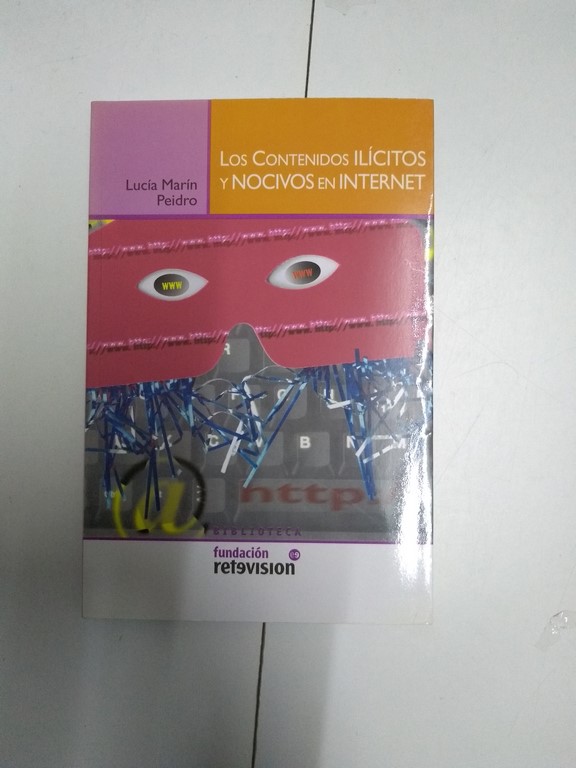 Lucía Marín
Peidro
Los Contenidos ILÍCITOS
y NOCIVOS en INTERNET
www
www
R
F
G
C
V
B
N
M
@
http:
BIBLIOTECA
fundación
retevision